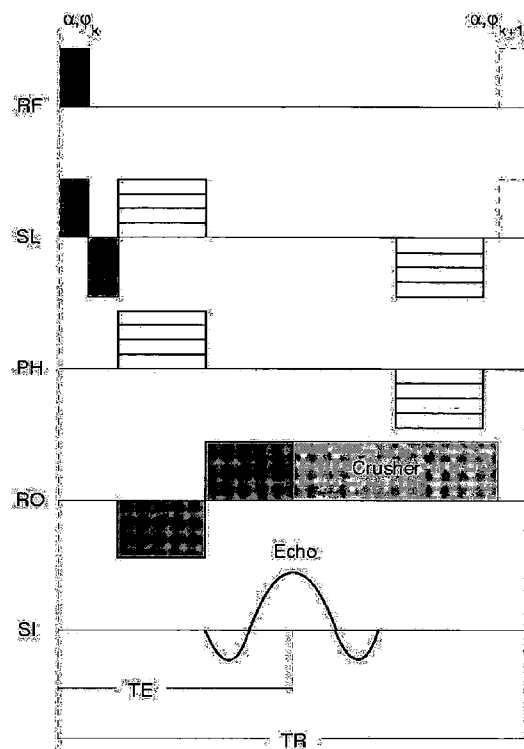 α,φk α,φk+1
RF
SL
PH
Crusher
RO
Echo
SI
TE
TR